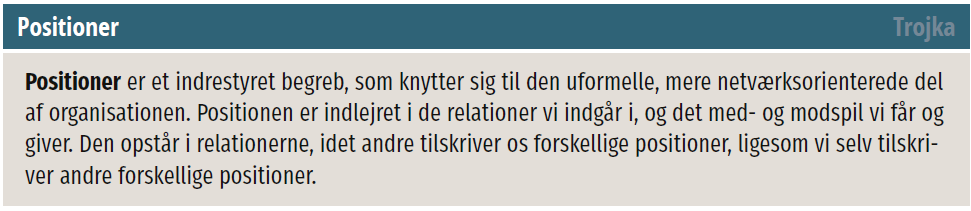 Positioner Trojka
Positioner er et indrestyret begreb, som knytter sig til den uformelle, mere netværksorienterede del
af organisationen. Positionen er indlejret i de relationer vi indgår i, og det med- og modspil vi får og
giver. Den opstår i relationerne, idet andre tilskriver os forskellige positioner, ligesom vi selv tilskri-
ver andre forskellige positioner.